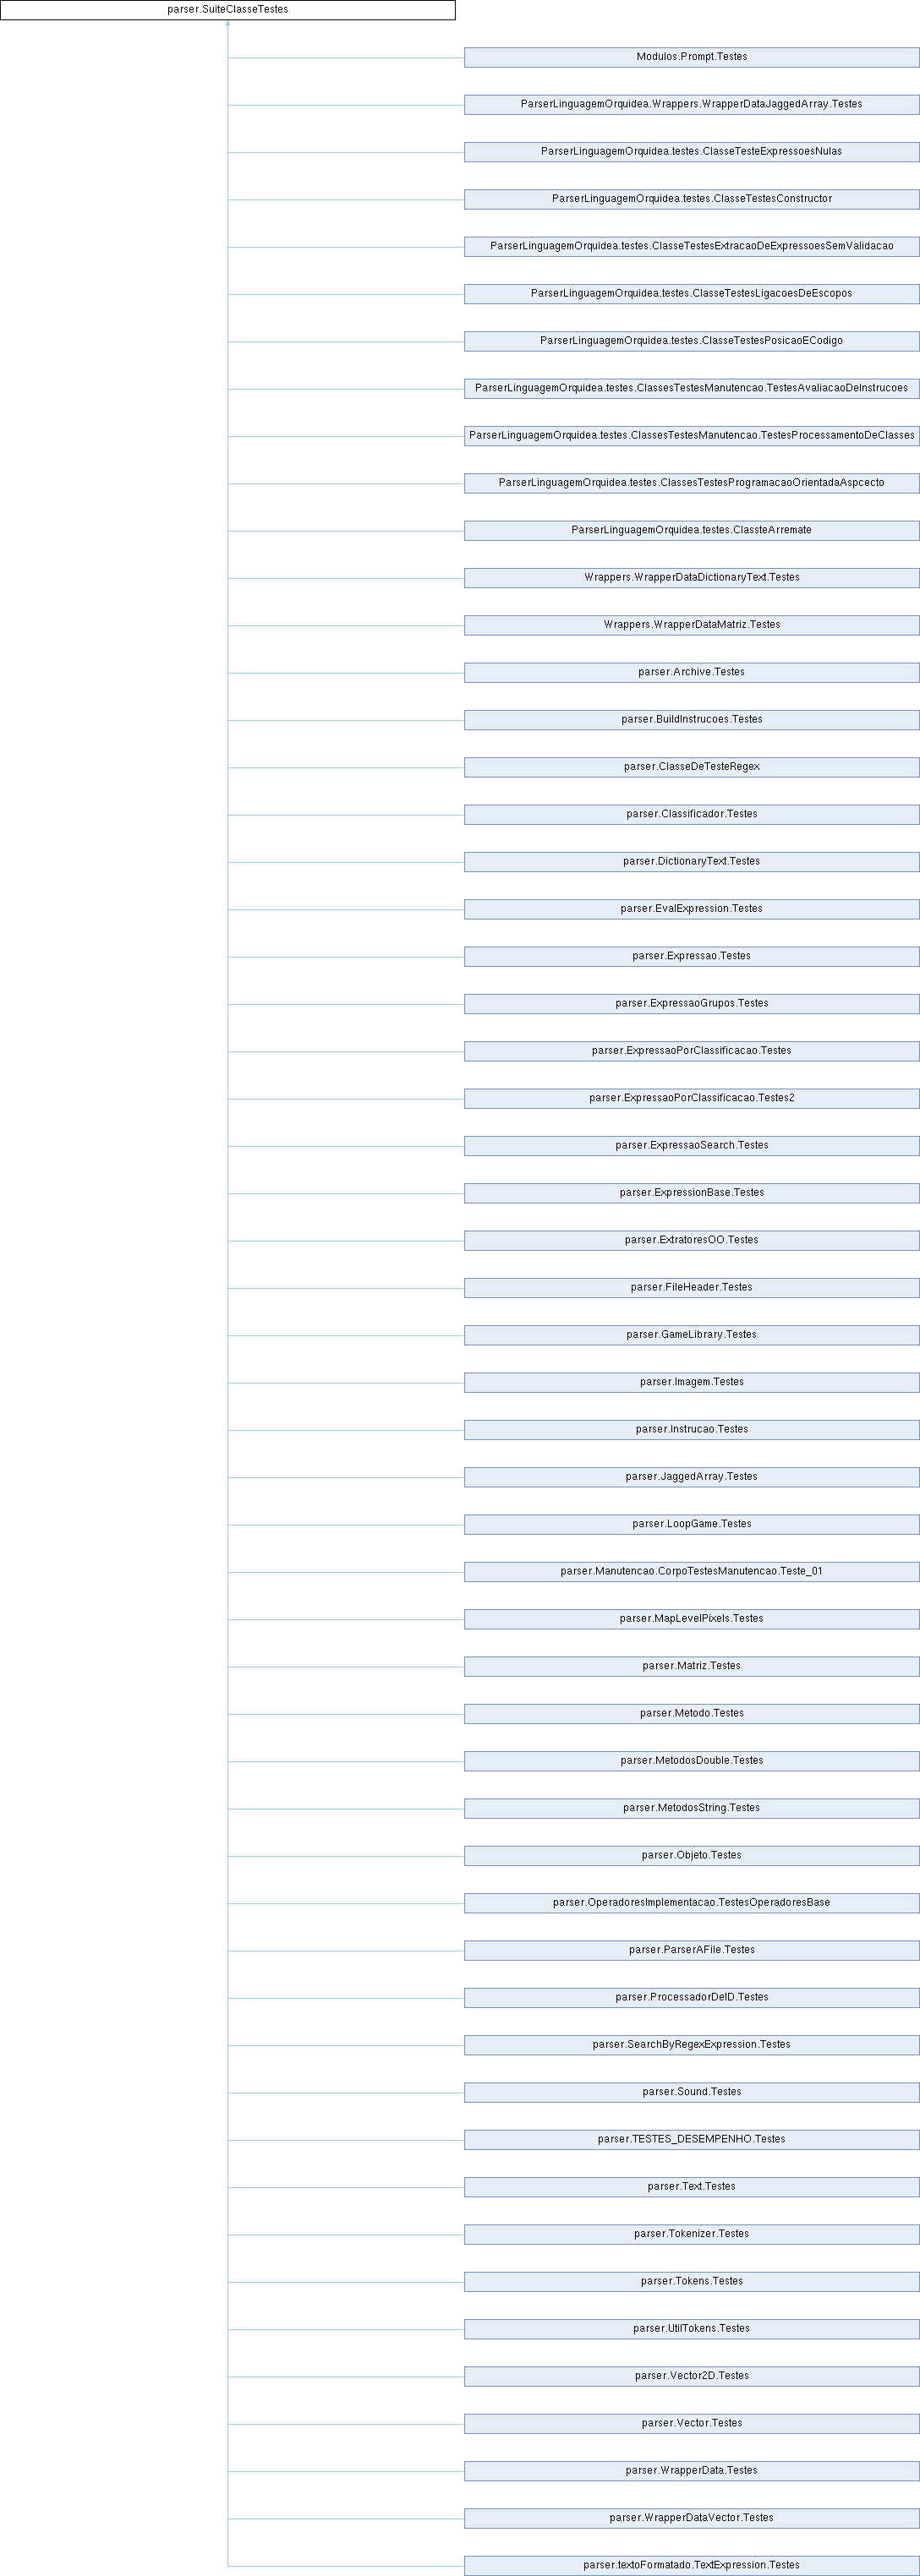 parser.SuiteClasseTestes
Modulos.Prompt.Testes
ParserLinguagemOrquidea.Wrappers.WrapperDataJaggedArray.Testes
ParserLinguagemOrquidea.testes.ClasseTesteExpressoesNulas
ParserLinguagemOrquidea.testes.ClasseTestesConstructor
ParserLinguagemOrquidea.testes.ClasseTestesExtracaoDeExpressoesSemValidacao
ParserLinguagemOrquidea.testes.ClasseTestesLigacoesDeEscopos
ParserLinguagemOrquidea.testes.ClasseTestesPosicaoECodigo
ParserLinguagemOrquidea.testes.ClassesTestesManutencao.TestesAvaliacaoDeInstrucoes
ParserLinguagemOrquidea.testes.ClassesTestesManutencao.TestesProcessamentoDeClasses
ParserLinguagemOrquidea.testes.ClassesTestesProgramacaoOrientadaAspcecto
ParserLinguagemOrquidea.testes.ClassteArremate
Wrappers.WrapperDataDictionaryText.Testes
Wrappers.WrapperDataMatriz.Testes
parser.Archive.Testes
parser.BuildInstrucoes.Testes
parser.ClasseDeTesteRegex
parser.Classificador.Testes
parser.DictionaryText.Testes
parser.EvalExpression.Testes
parser.Expressao.Testes
parser.ExpressaoGrupos.Testes
parser.ExpressaoPorClassificacao.Testes
parser.ExpressaoPorClassificacao.Testes2
parser.ExpressaoSearch.Testes
parser.ExpressionBase.Testes
parser.ExtratoresOO.Testes
parser.FileHeader.Testes
parser.GameLibrary.Testes
parser.Imagem.Testes
parser.Instrucao.Testes
parser.JaggedArray.Testes
parser.LoopGame.Testes
parser.Manutencao.CorpoTestesManutencao.Teste_01
parser.MapLevelPixels.Testes
parser.Matriz.Testes
parser.Metodo.Testes
parser.MetodosDouble.Testes
parser.MetodosString.Testes
parser.Objeto.Testes
parser.OperadoresImplementacao.TestesOperadoresBase
parser.ParserAFile.Testes
parser.ProcessadorDeID.Testes
parser.SearchByRegexExpression.Testes
parser.Sound.Testes
parser.TESTES_DESEMPENHO.Testes
parser.Text.Testes
parser.Tokenizer.Testes
parser.Tokens.Testes
parser.UtilTokens.Testes
parser.Vector2D.Testes
parser.Vector.Testes
parser.WrapperData.Testes
parser.WrapperDataVector.Testes
parser.textoFormatado.TextExpression.Testes